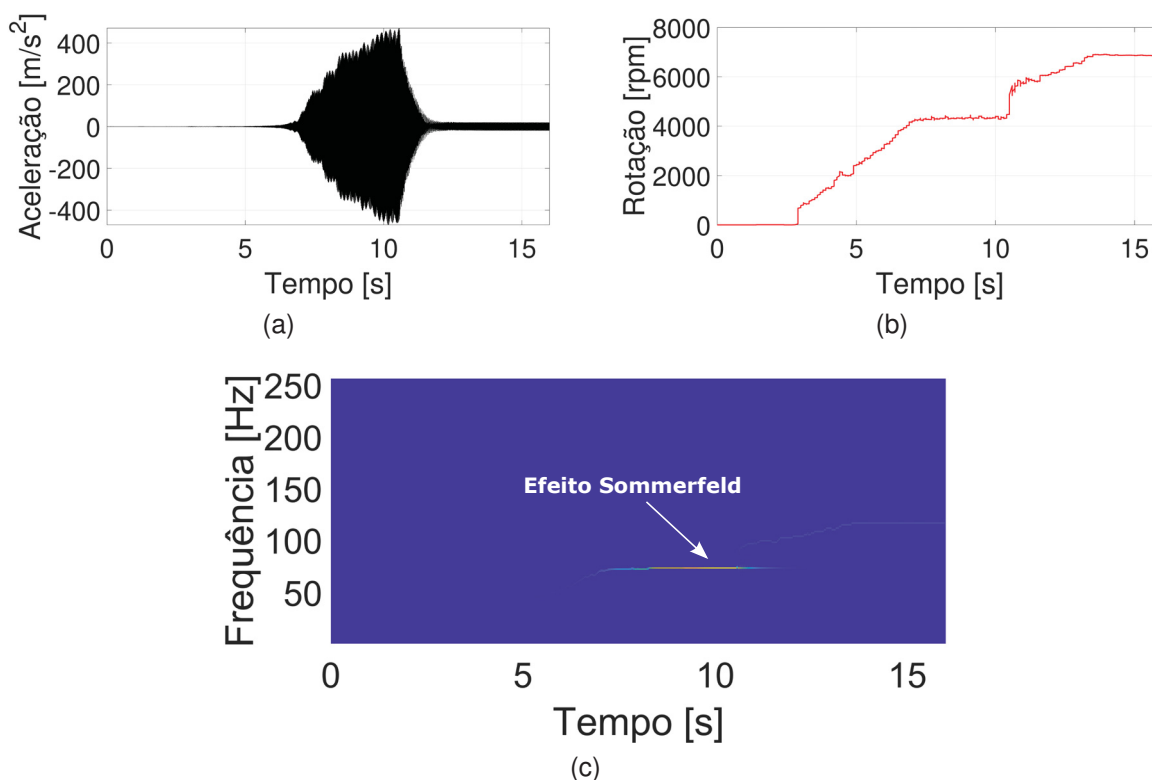 Aceleração [m/s²]
400
200
0
-200
-400
0 5 10 15
Tempo [s]
(a)
Rotação [rpm]
8000
6000
4000
2000
0
0 5 10 15
Tempo [s]
(b)
Frequência [Hz]
250
200
150
100
50
Efeito Sommerfeld
0 5 10 15
Tempo [s]
(c)